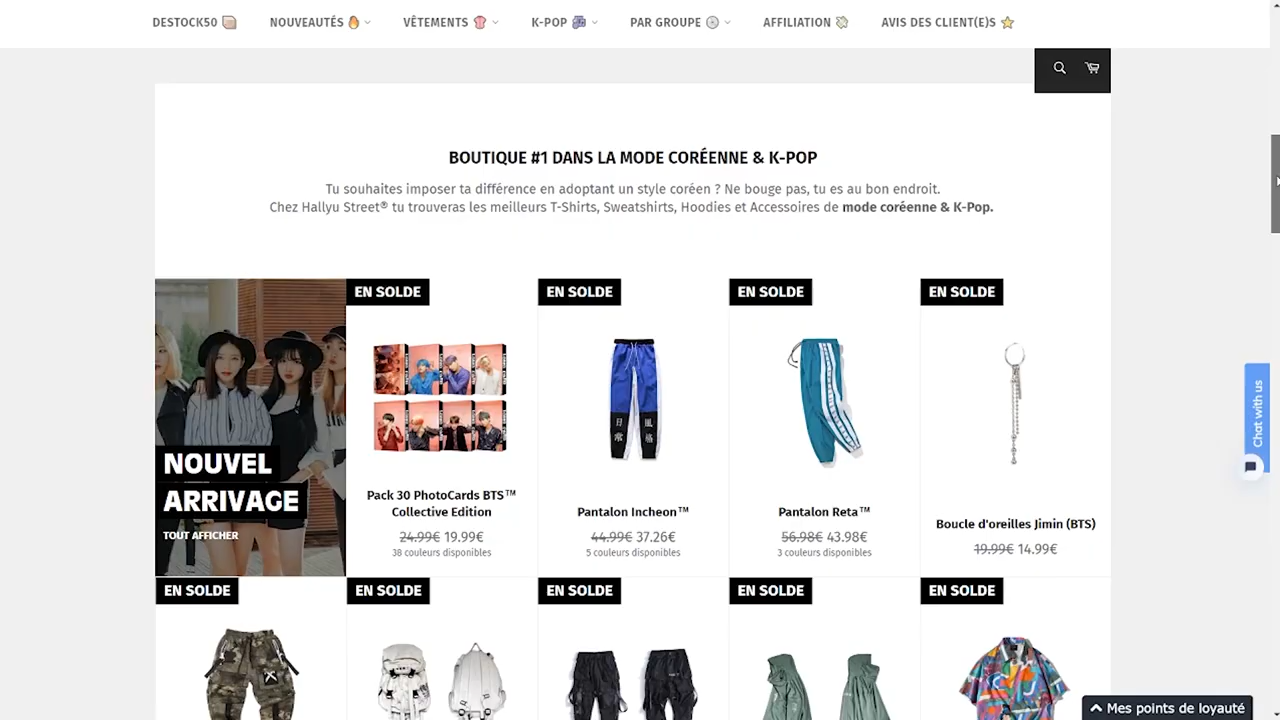 DESTOCK50 NOUVEAUTÉS VÊTEMENTS K-POP PAR GROUPE AFFILIATION AVIS DES CLIENT(E)S
BOUTIQUE #1 DANS LA MODE CORÉENNE & K-POP
Tu souhaites imposer ta différence en adoptant un style coréen ? Ne bouge pas, tu es au bon endroit.
Chez Hallyu Street® tu trouveras les meilleurs T-Shirts, Sweatshirts, Hoodies et Accessoires de mode coréenne & K-Pop.
NOUVEL
ARRIVAGE
TOUT AFFICHER
EN SOLDE
Pack 30 PhotoCards BTS™
Collective Edition
24.99€ 19.99€
38 couleurs disponibles
EN SOLDE
日 風
常 格
Pantalon Incheon™
44.99€ 37.26€
5 couleurs disponibles
EN SOLDE
Pantalon Reta™
56.98€ 43.98€
3 couleurs disponibles
EN SOLDE
Boucle d'oreilles Jimin (BTS)
19.99€ 14.99€
EN SOLDE
EN SOLDE
EN SOLDE
EN SOLDE
EN SOLDE
Chat with us
Mes points de loyauté